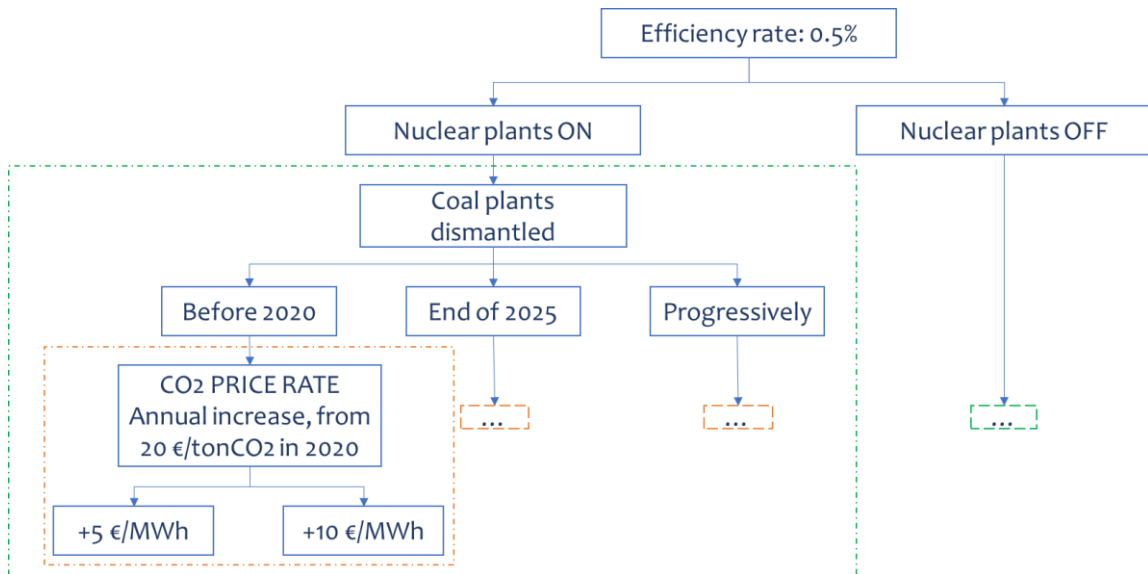 Efficiency rate: 0.5%
Nuclear plants ON
Nuclear plants OFF
Coal plants
dismantled
Before 2020
End of 2025
Progressively
CO2 PRICE RATE
Annual increase, from
20 €/tonCO2 in 2020
...
...
...
+5 €/MWh
+10 €/MWh